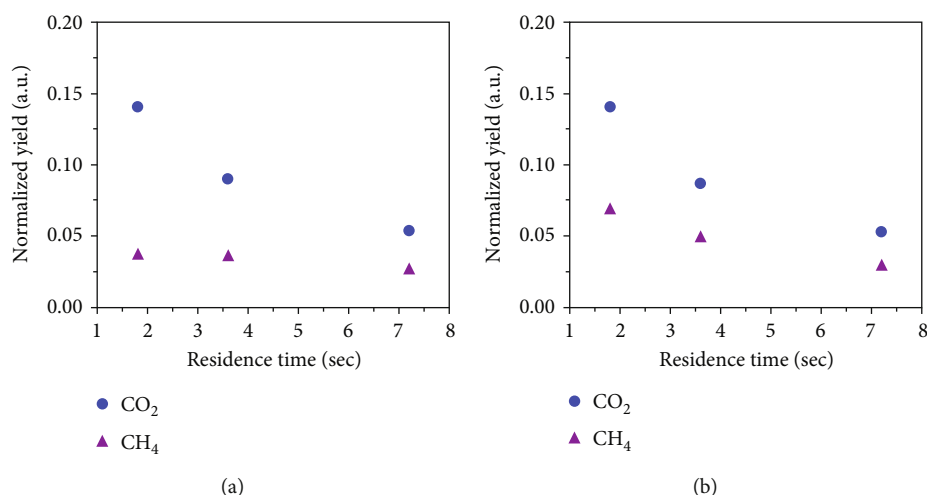 0.20
0.15
0.10
0.05
0.00
Normalized yield (a.u.)
1 2 3 4 5 6 7 8
Residence time (sec)
CO₂
CH₄
(a)
0.20
0.15
0.10
0.05
0.00
Normalized yield (a.u.)
1 2 3 4 5 6 7 8
Residence time (sec)
CO₂
CH₄
(b)